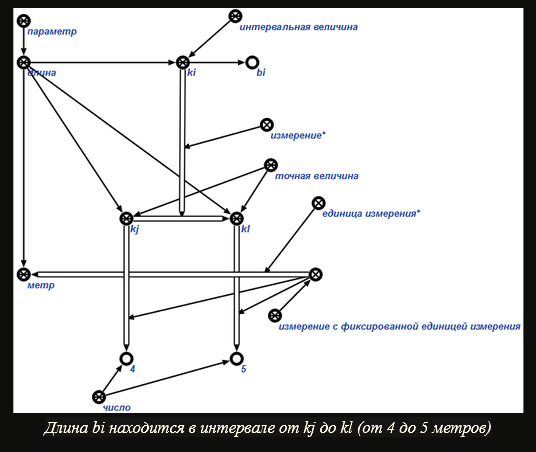 параметр
интервальная величина
длина
ki
bi
измерение*
точная величина
единица измерения*
kj
kl
метр
измерение с фиксированной единицей измерения
4
5
число
Длина bi находится в интервале от kj до kl (от 4 до 5 метров)